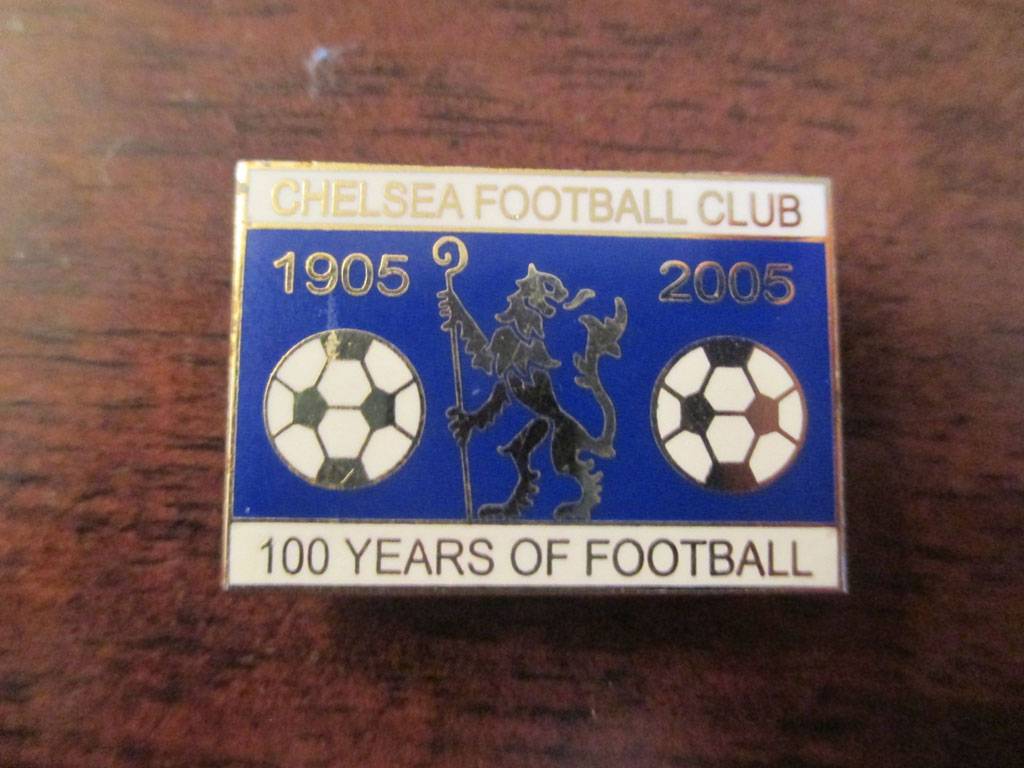 CHELSEA FOOTBALL CLUB
1905 2005
100 YEARS OF FOOTBALL